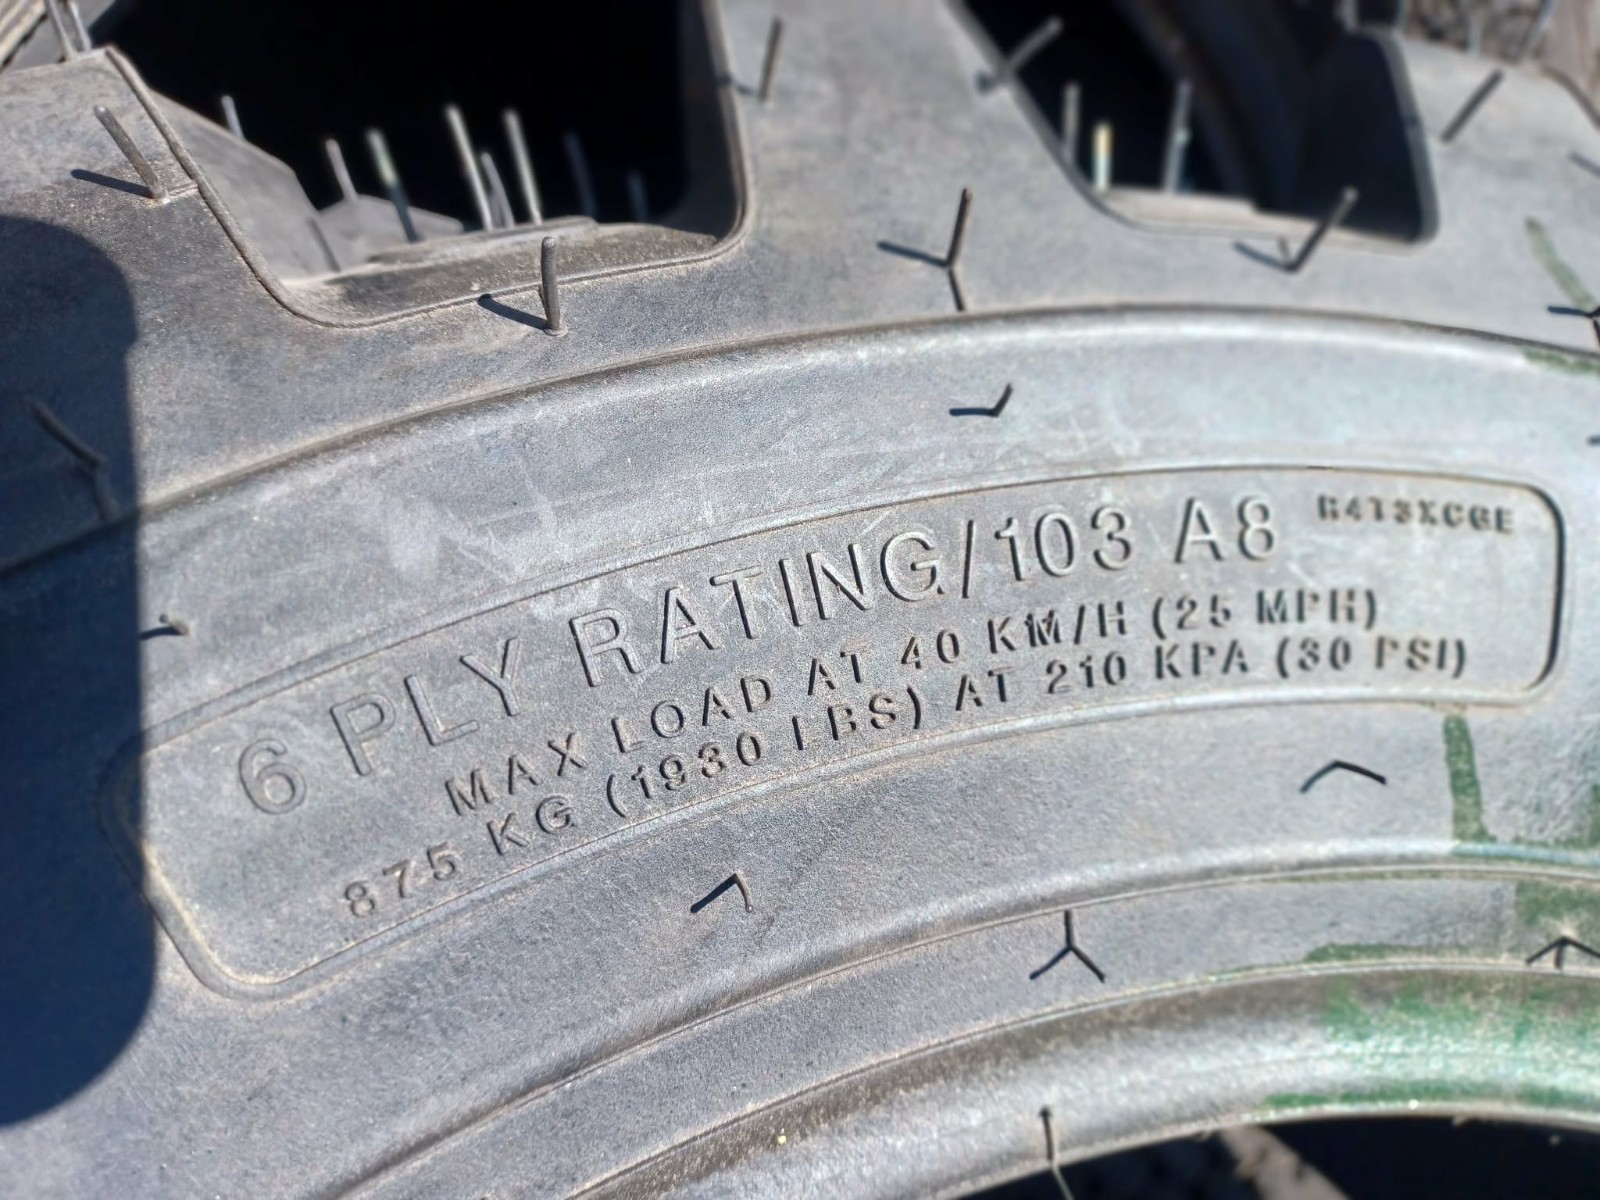 6 PLY RATING/103 A8 R413XCGE
MAX LOAD AT 40 KM/H (25 MPH)
875 KG (1930 LBS) AT 210 KPA (30 PSI)